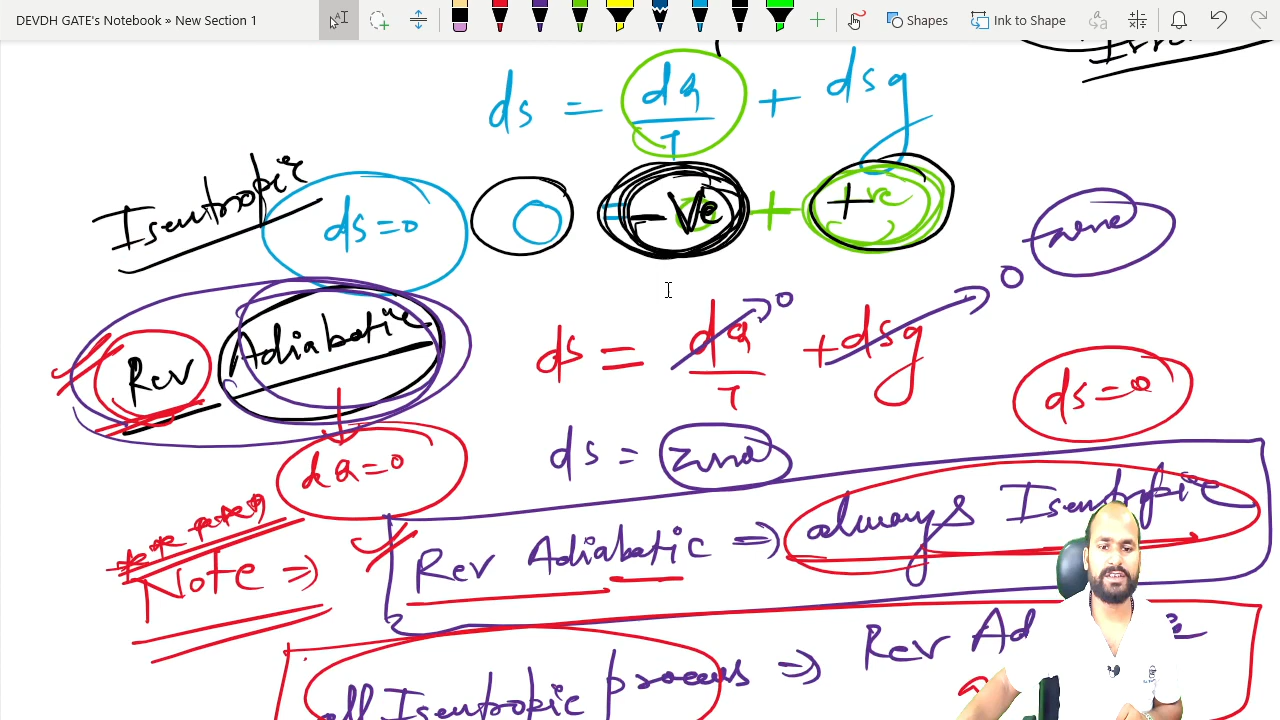 DEVDH GATE's Notebook » New Section 1
Shapes Ink to Shape
ds = dQ/T + dsg
Isentropic ds=0 0 = -ve + +ve
Rev Adiabatic ds = dQ/T → 0 + dsg → 0
ds=0
dQ=0 ds = zero
Note ⇒ Rev Adiabatic ⇒ always Isentropic
all Isentropic process ⇒ Rev Ad